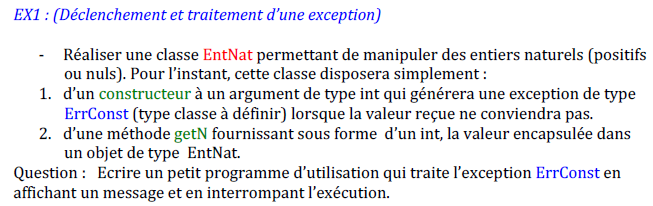 EX1 : (Déclenchement et traitement d’une exception)
- Réaliser une classe EntNat permettant de manipuler des entiers naturels (positifs
ou nuls). Pour l’instant, cette classe disposera simplement :
1. d’un constructeur à un argument de type int qui générera une exception de type
ErrConst (type classe à définir) lorsque la valeur reçue ne conviendra pas.
2. d’une méthode getN fournissant sous forme d’un int, la valeur encapsulée dans
un objet de type EntNat.
Question : Ecrire un petit programme d’utilisation qui traite l’exception ErrConst en
affichant un message et en interrompant l’exécution.